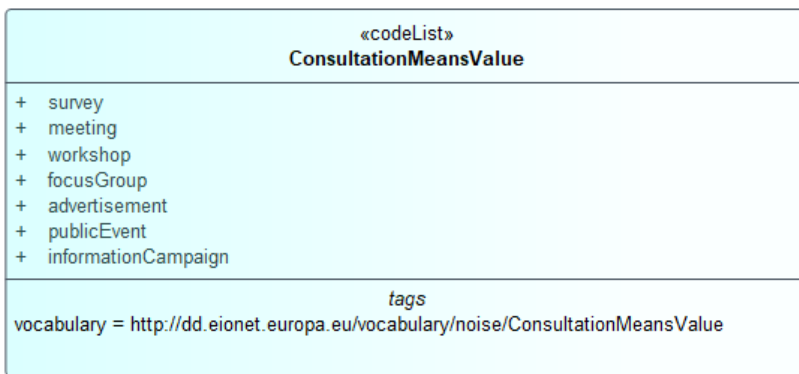 «codeList»
ConsultationMeansValue
+ survey
+ meeting
+ workshop
+ focusGroup
+ advertisement
+ publicEvent
+ informationCampaign
tags
vocabulary = http://dd.eionet.europa.eu/vocabulary/noise/ConsultationMeansValue